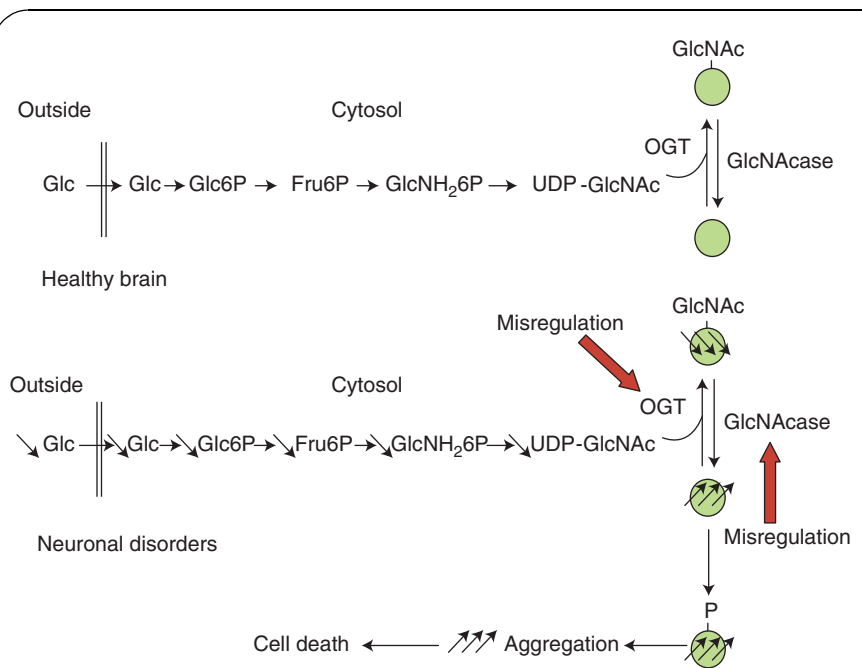 GlcNAc
Outside
Cytosol
OGT
GlcNAcase
Glc
Glc
Glc6P
Fru6P
GlcNH₂6P
UDP-GlcNAc
Healthy brain
GlcNAc
Misregulation
Outside
Cytosol
OGT
GlcNAcase
Glc
Glc
Glc6P
Fru6P
GlcNH₂6P
UDP-GlcNAc
Neuronal disorders
Misregulation
P
Cell death
Aggregation